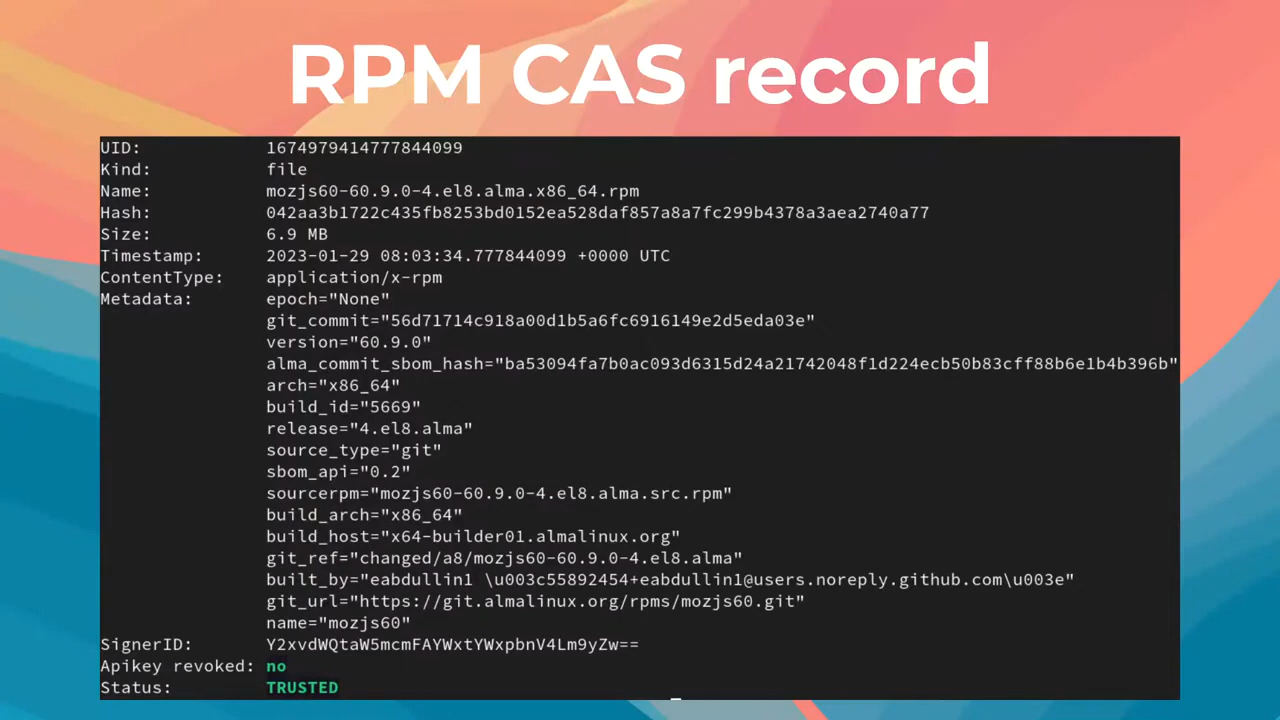 RPM CAS record
UID: 1674979414777844099
Kind: file
Name: mozjs60-60.9.0-4.el8.alma.x86_64.rpm
Hash: 042aa3b1722c435fb8253bd0152ea528daf857a8a7fc299b4378a3aea2740a77
Size: 6.9 MB
Timestamp: 2023-01-29 08:03:34.777844099 +0000 UTC
ContentType: application/x-rpm
Metadata: epoch="None"
git_commit="56d71714c918a00d1b5a6fc6916149e2d5eda03e"
version="60.9.0"
alma_commit_sbom_hash="ba53094fa7b0ac093d6315d24a21742048f1d224ecb50b83cff88b6e1b4b396b"
arch="x86_64"
build_id="5669"
release="4.el8.alma"
source_type="git"
sbom_api="0.2"
sourcerpm="mozjs60-60.9.0-4.el8.alma.src.rpm"
build_arch="x86_64"
build_host="x64-builder01.almalinux.org"
git_ref="changed/a8/mozjs60-60.9.0-4.el8.alma"
built_by="eabdullin1 \u003c55892454+eabdullin1@users.noreply.github.com\u003e"
git_url="https://git.almalinux.org/rpms/mozjs60.git"
name="mozjs60"
SignerID: Y2xvdWQtaW5mcmFAYWxtYWxpbnV4Lm9yZw==
Apikey revoked: no
Status: TRUSTED